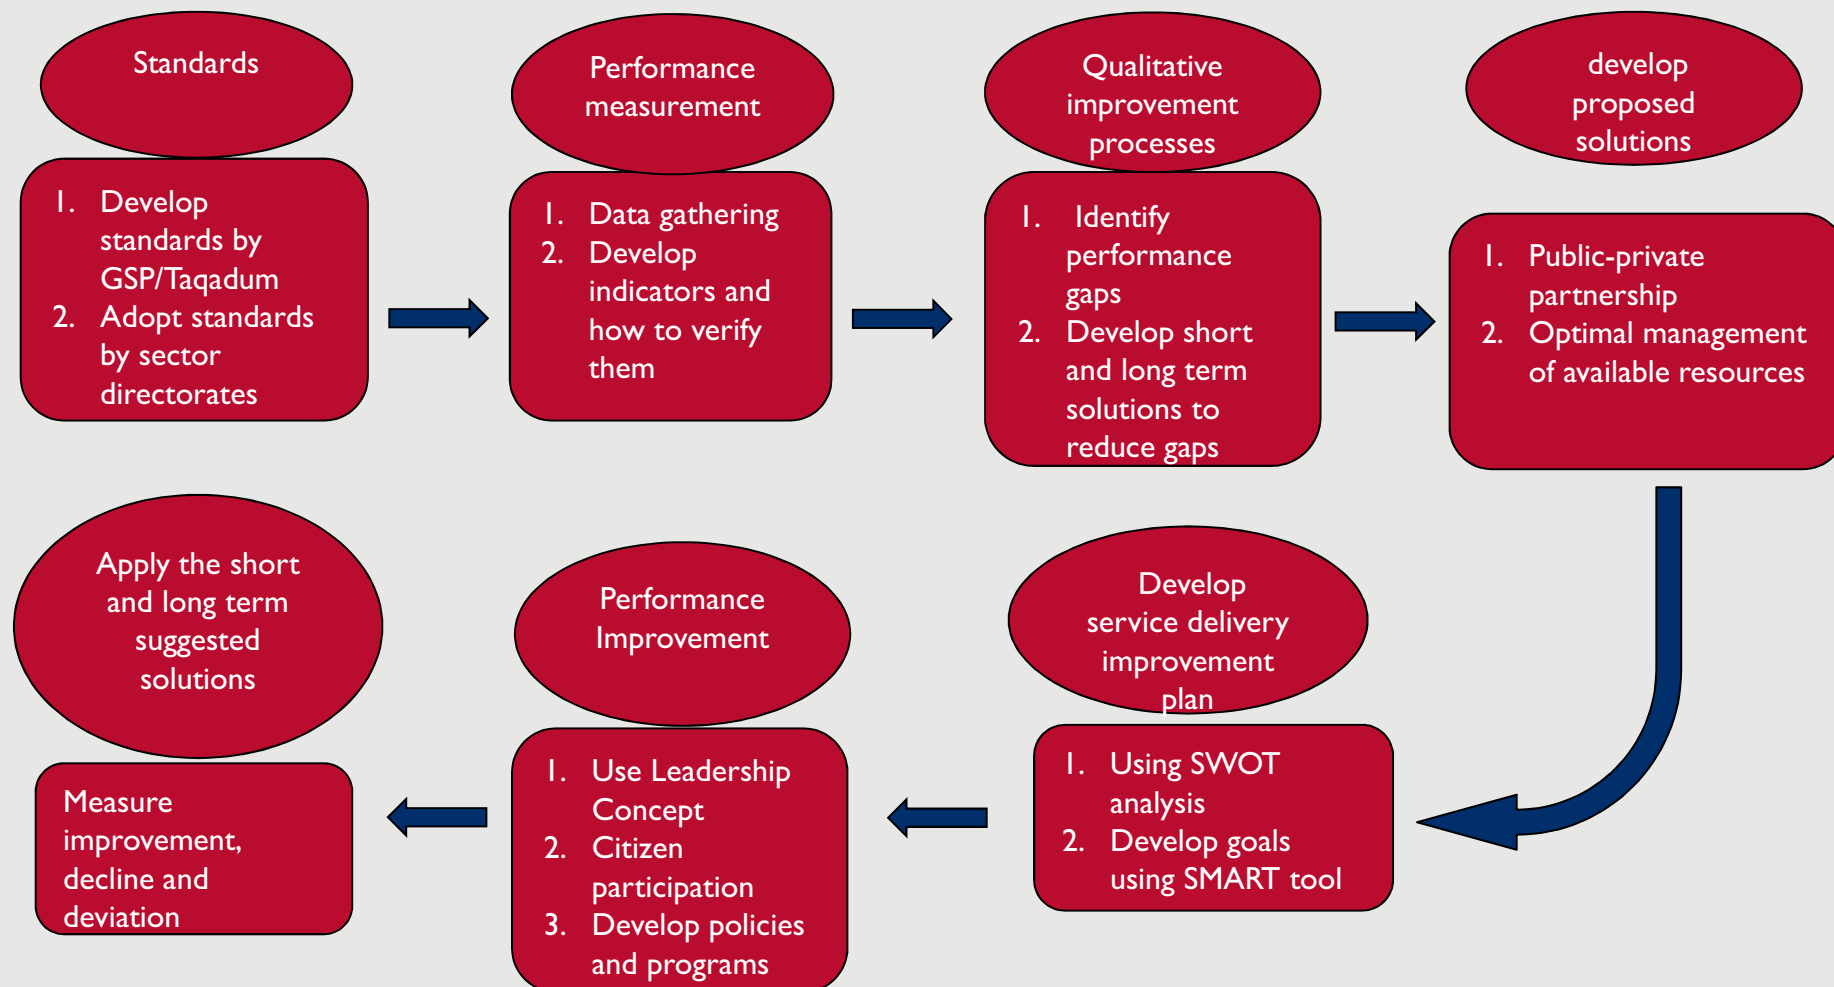 Standards
1. Develop
standards by
GSP/Taqadum
2. Adopt standards
by sector
directorates
Performance
measurement
1. Data gathering
2. Develop
indicators and
how to verify
them
Qualitative
improvement
processes
1. Identify
performance
gaps
2. Develop short
and long term
solutions to
reduce gaps
develop
proposed
solutions
1. Public-private
partnership
2. Optimal management
of available resources
Develop
service delivery
improvement
plan
1. Using SWOT
analysis
2. Develop goals
using SMART tool
Performance
Improvement
1. Use Leadership
Concept
2. Citizen
participation
3. Develop policies
and programs
Apply the short
and long term
suggested
solutions
Measure
improvement,
decline and
deviation